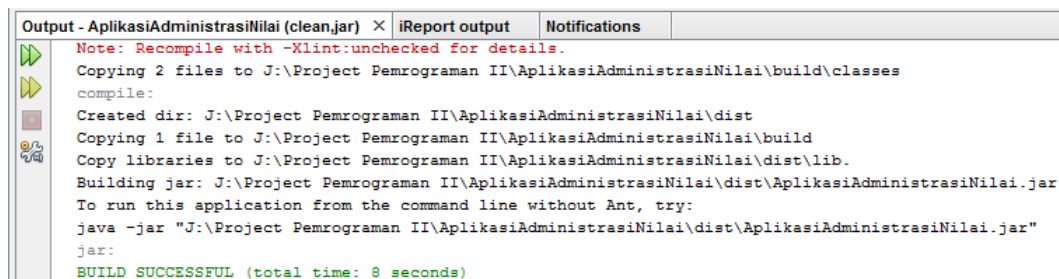 Output - AplikasiAdministrasiNilai (clean,jar) × iReport output Notifications
Note: Recompile with -Xlint:unchecked for details.
Copying 2 files to J:\Project Pemrograman II\AplikasiAdministrasiNilai\build\classes
compile:
Created dir: J:\Project Pemrograman II\AplikasiAdministrasiNilai\dist
Copying 1 file to J:\Project Pemrograman II\AplikasiAdministrasiNilai\build
Copy libraries to J:\Project Pemrograman II\AplikasiAdministrasiNilai\dist\lib.
Building jar: J:\Project Pemrograman II\AplikasiAdministrasiNilai\dist\AplikasiAdministrasiNilai.jar
To run this application from the command line without Ant, try:
java -jar "J:\Project Pemrograman II\AplikasiAdministrasiNilai\dist\AplikasiAdministrasiNilai.jar"
jar:
BUILD SUCCESSFUL (total time: 8 seconds)